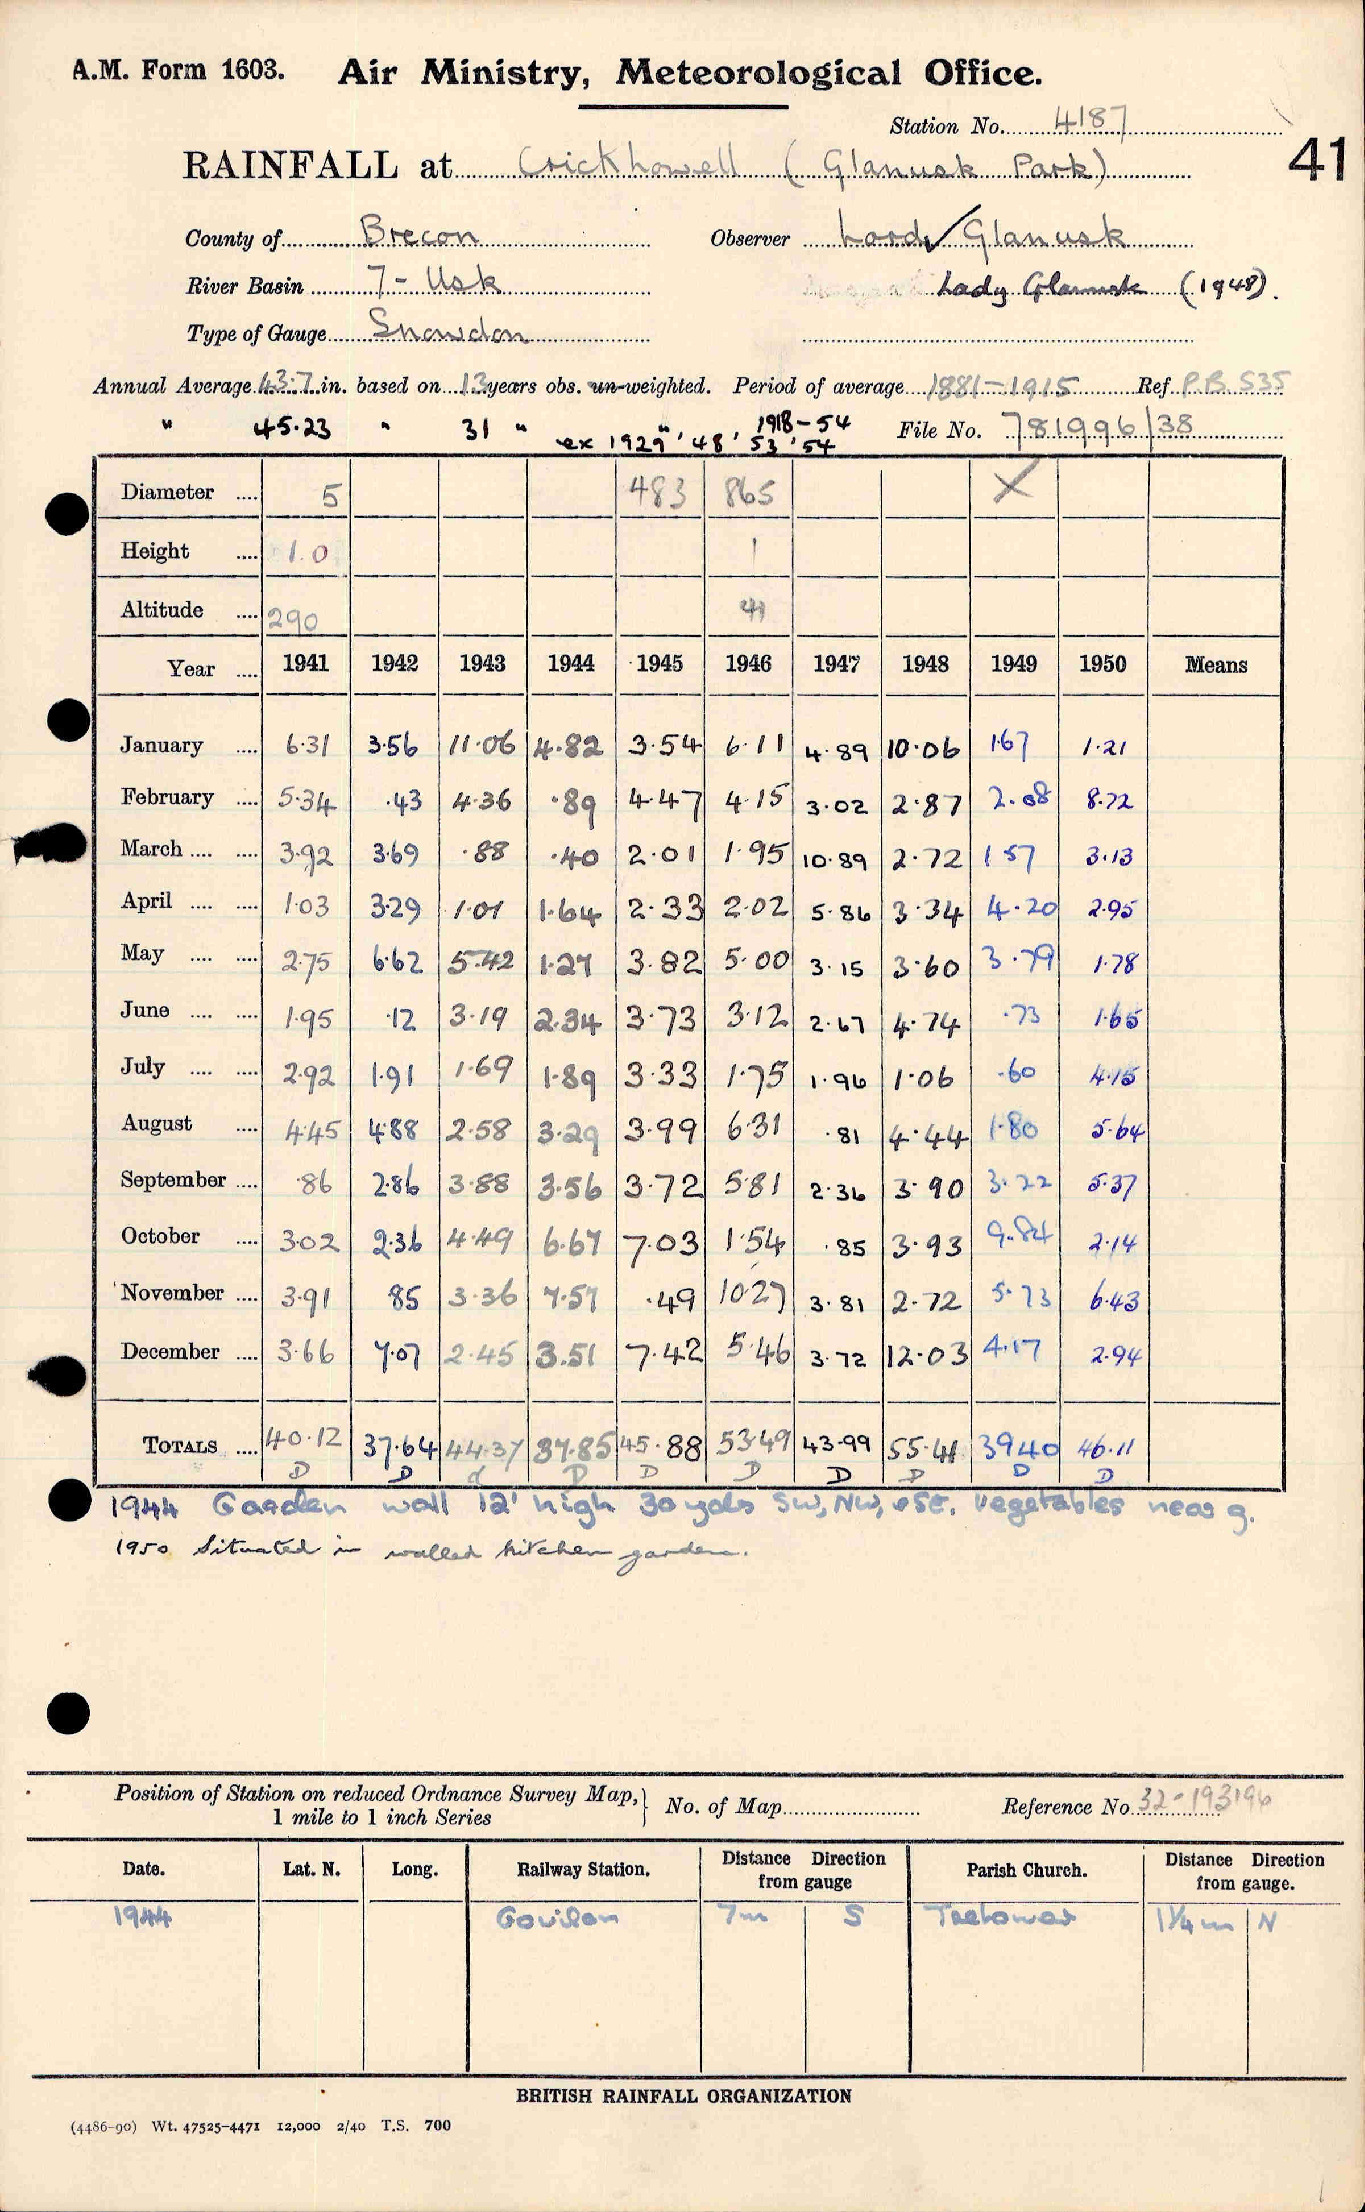 A.M. Form 1603. Air Ministry, Meteorological Office.
Station No. 4187
41
RAINFALL at Crickhowell (Glanusk Park)
County of Brecon Observer Lord Glanusk
River Basin 7 - Usk Lady Glanusk (1948).
Type of Gauge Snowdon
Annual Average 43.7 in. based on 13 years obs. un-weighted. Period of average 1881-1915 Ref P.B. S35
" 45.23 " 31 " " 1918-54 File No. 781996/38
ex 1929, '48, '53 '54
Diameter .... 5 483 865 X
Height .... 1.0 1
Altitude .... 290
Year .... 1941 1942 1943 1944 1945 1946 1947 1948 1949 1950 Means
January .... 6.31 3.56 11.06 4.82 3.54 6.11 4.89 10.06 1.67 1.21
February .... 5.34 .43 4.36 .89 4.47 4.15 3.02 2.87 2.08 8.72
March .... .... 3.92 3.69 .88 .40 2.01 1.95 10.89 2.72 1.57 3.13
April .... .... 1.03 3.29 1.01 1.64 2.33 2.02 5.86 3.34 4.20 2.95
May .... .... 2.75 6.62 5.42 1.27 3.82 5.00 3.15 3.60 3.79 1.78
June .... .... 1.95 .12 3.19 2.34 3.73 3.12 2.67 4.74 .73 1.65
July .... .... 2.92 1.91 1.69 1.89 3.33 1.75 1.96 1.06 .60 4.15
August .... 4.45 4.88 2.58 3.29 3.99 6.31 .81 4.44 1.80 5.64
September .... .86 2.86 3.88 3.56 3.72 5.81 2.36 3.90 3.22 5.37
October .... 3.02 2.36 4.49 6.67 7.03 1.54 .85 3.93 9.84 2.14
November .... 3.91 85 3.36 7.57 .49 10.27 3.81 2.72 5.73 6.43
December .... 3.66 7.07 2.45 3.51 7.42 5.46 3.72 12.03 4.17 2.94
TOTALS .... 40.12 37.64 44.37 37.85 45.88 53.49 43.99 55.41 39.40 46.11
D D d D D D D D D D
1944 Garden wall 12' high 30 yds SW, NW, & SE. Vegetables near g.
1950 Situated in walled kitchen garden.
Position of Station on reduced Ordnance Survey Map,
1 mile to 1 inch Series
No. of Map Reference No. 32-193196
Date. Lat. N. Long. Railway Station. Distance Direction from gauge Parish Church. Distance Direction from gauge.
1944 Govilon 7m S Tretower 1¼m N
BRITISH RAINFALL ORGANIZATION
(4486-90) Wt. 47525-4471 12,000 2/40 T.S. 700